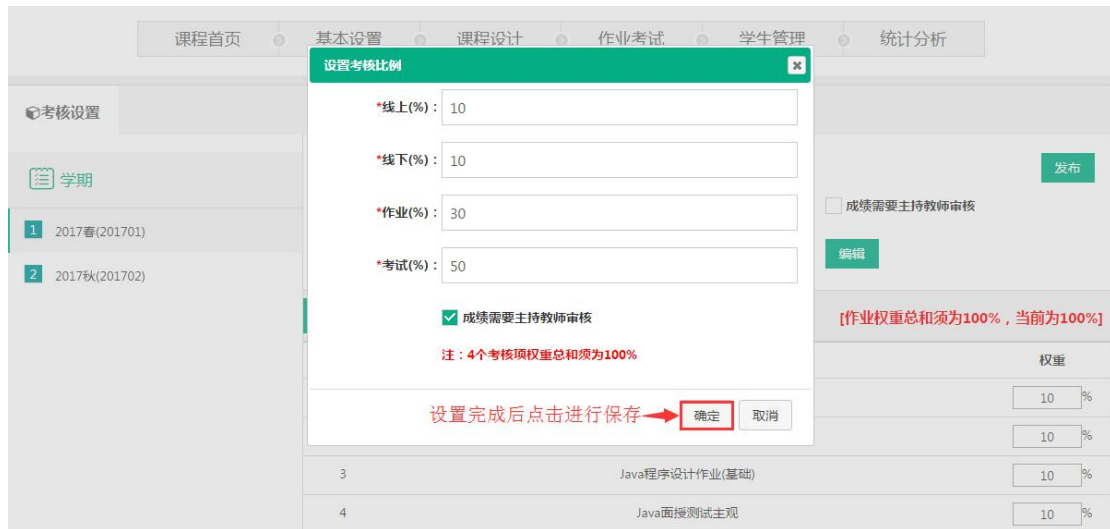 课程首页 基本设置 课程设计 作业考试 学生管理 统计分析
设置考核比例
考核设置
*线上(%)： 10
*线下(%)： 10
发布
学期
*作业(%)： 30
成绩需要主持教师审核
1 2017春(201701)
编辑
*考试(%)： 50
2 2017秋(201702)
成绩需要主持教师审核
[作业权重总和须为100%，当前为100%]
注：4个考核项权重总和须为100%
权重
10 %
设置完成后点击进行保存 确定 取消
10 %
3 Java程序设计作业(基础) 10 %
4 Java面授测试主观 10 %